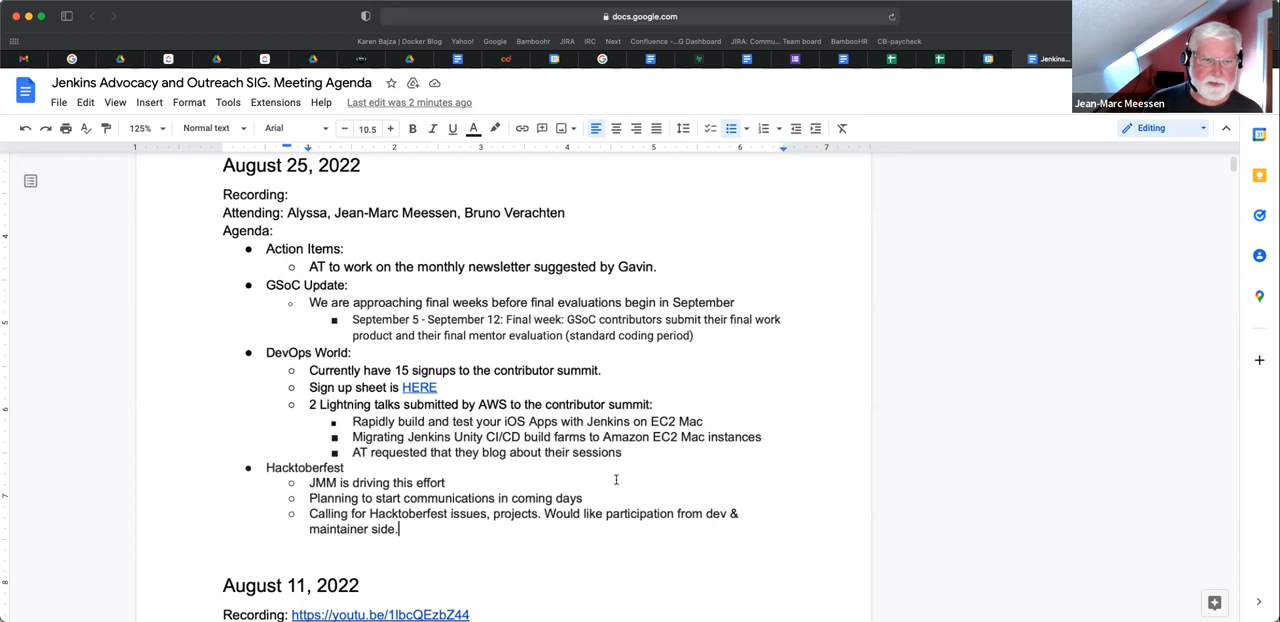 docs.google.com
Karen Bajza | Docker Blog Yahoo! Google Bamboohr JIRA IRC Next Confluence -...G Dashboard JIRA: Commu... Team board BambooHR CB-paycheck
Jenkins...
Jenkins Advocacy and Outreach SIG. Meeting Agenda
File Edit View Insert Format Tools Extensions Help Last edit was 2 minutes ago
Jean-Marc Meessen
125% Normal text Arial 10.5 Editing
1 1 2 3 4 5 6 7
August 25, 2022
Recording:
Attending: Alyssa, Jean-Marc Meessen, Bruno Verachten
Agenda:
Action Items:
AT to work on the monthly newsletter suggested by Gavin.
GSoC Update:
We are approaching final weeks before final evaluations begin in September
September 5 - September 12: Final week: GSoC contributors submit their final work
product and their final mentor evaluation (standard coding period)
DevOps World:
Currently have 15 signups to the contributor summit.
Sign up sheet is HERE
2 Lightning talks submitted by AWS to the contributor summit:
Rapidly build and test your iOS Apps with Jenkins on EC2 Mac
Migrating Jenkins Unity CI/CD build farms to Amazon EC2 Mac instances
AT requested that they blog about their sessions
Hacktoberfest
JMM is driving this effort
Planning to start communications in coming days
Calling for Hacktoberfest issues, projects. Would like participation from dev &
maintainer side.
August 11, 2022
Recording: https://youtu.be/1lbcQEzbZ44